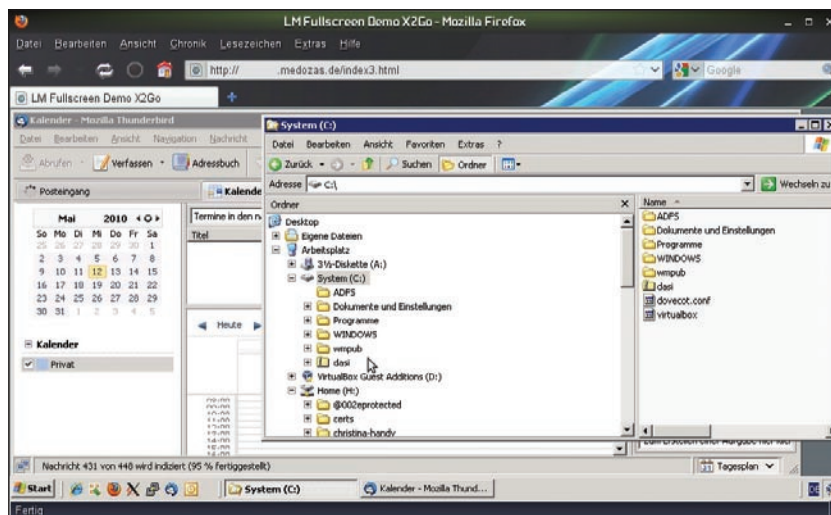 LM Fullscreen Demo X2Go - Mozilla Firefox
Datei Bearbeiten Ansicht Chronik Lesezeichen Extras Hilfe
http:// .medozas.de/index3.html
Google
LM Fullscreen Demo X2Go
Kalender - Mozilla Thunderbird
Datei Bearbeiten Ansicht Navigation Nachricht
Abrufen Verfassen Adressbuch
Posteingang
Kalende
Mai 2010
So Mo Di Mi Do Fr Sa
25 26 27 28 29 30 1
2 3 4 5 6 7 8
9 10 11 12 13 14 15
16 17 18 19 20 21 22
23 24 25 26 27 28 29
30 31 1 2 3 4 5
Kalender
Privat
Termine in den n
Titel
Heute
System (C:)
Datei Bearbeiten Ansicht Favoriten Extras ?
Zurück Suchen Ordner
Adresse C:\
Wechseln zu
Ordner
Desktop
Eigene Dateien
Arbeitsplatz
3½-Diskette (A:)
System (C:)
ADFS
Dokumente und Einstellungen
Programme
WINDOWS
wmpub
dasi
VirtualBox Guest Additions (D:)
Home (H:)
@002eprotected
certs
christina-handy
Name
ADFS
Dokumente und Einstellungen
Programme
WINDOWS
wmpub
dasi
dovecot.conf
virtualbox
Nachricht 431 von 448 wird indiziert (95 % fertiggestellt)
Tagesplan
Start
System (C:)
Kalender - Mozilla Thund...
DE
Fertig